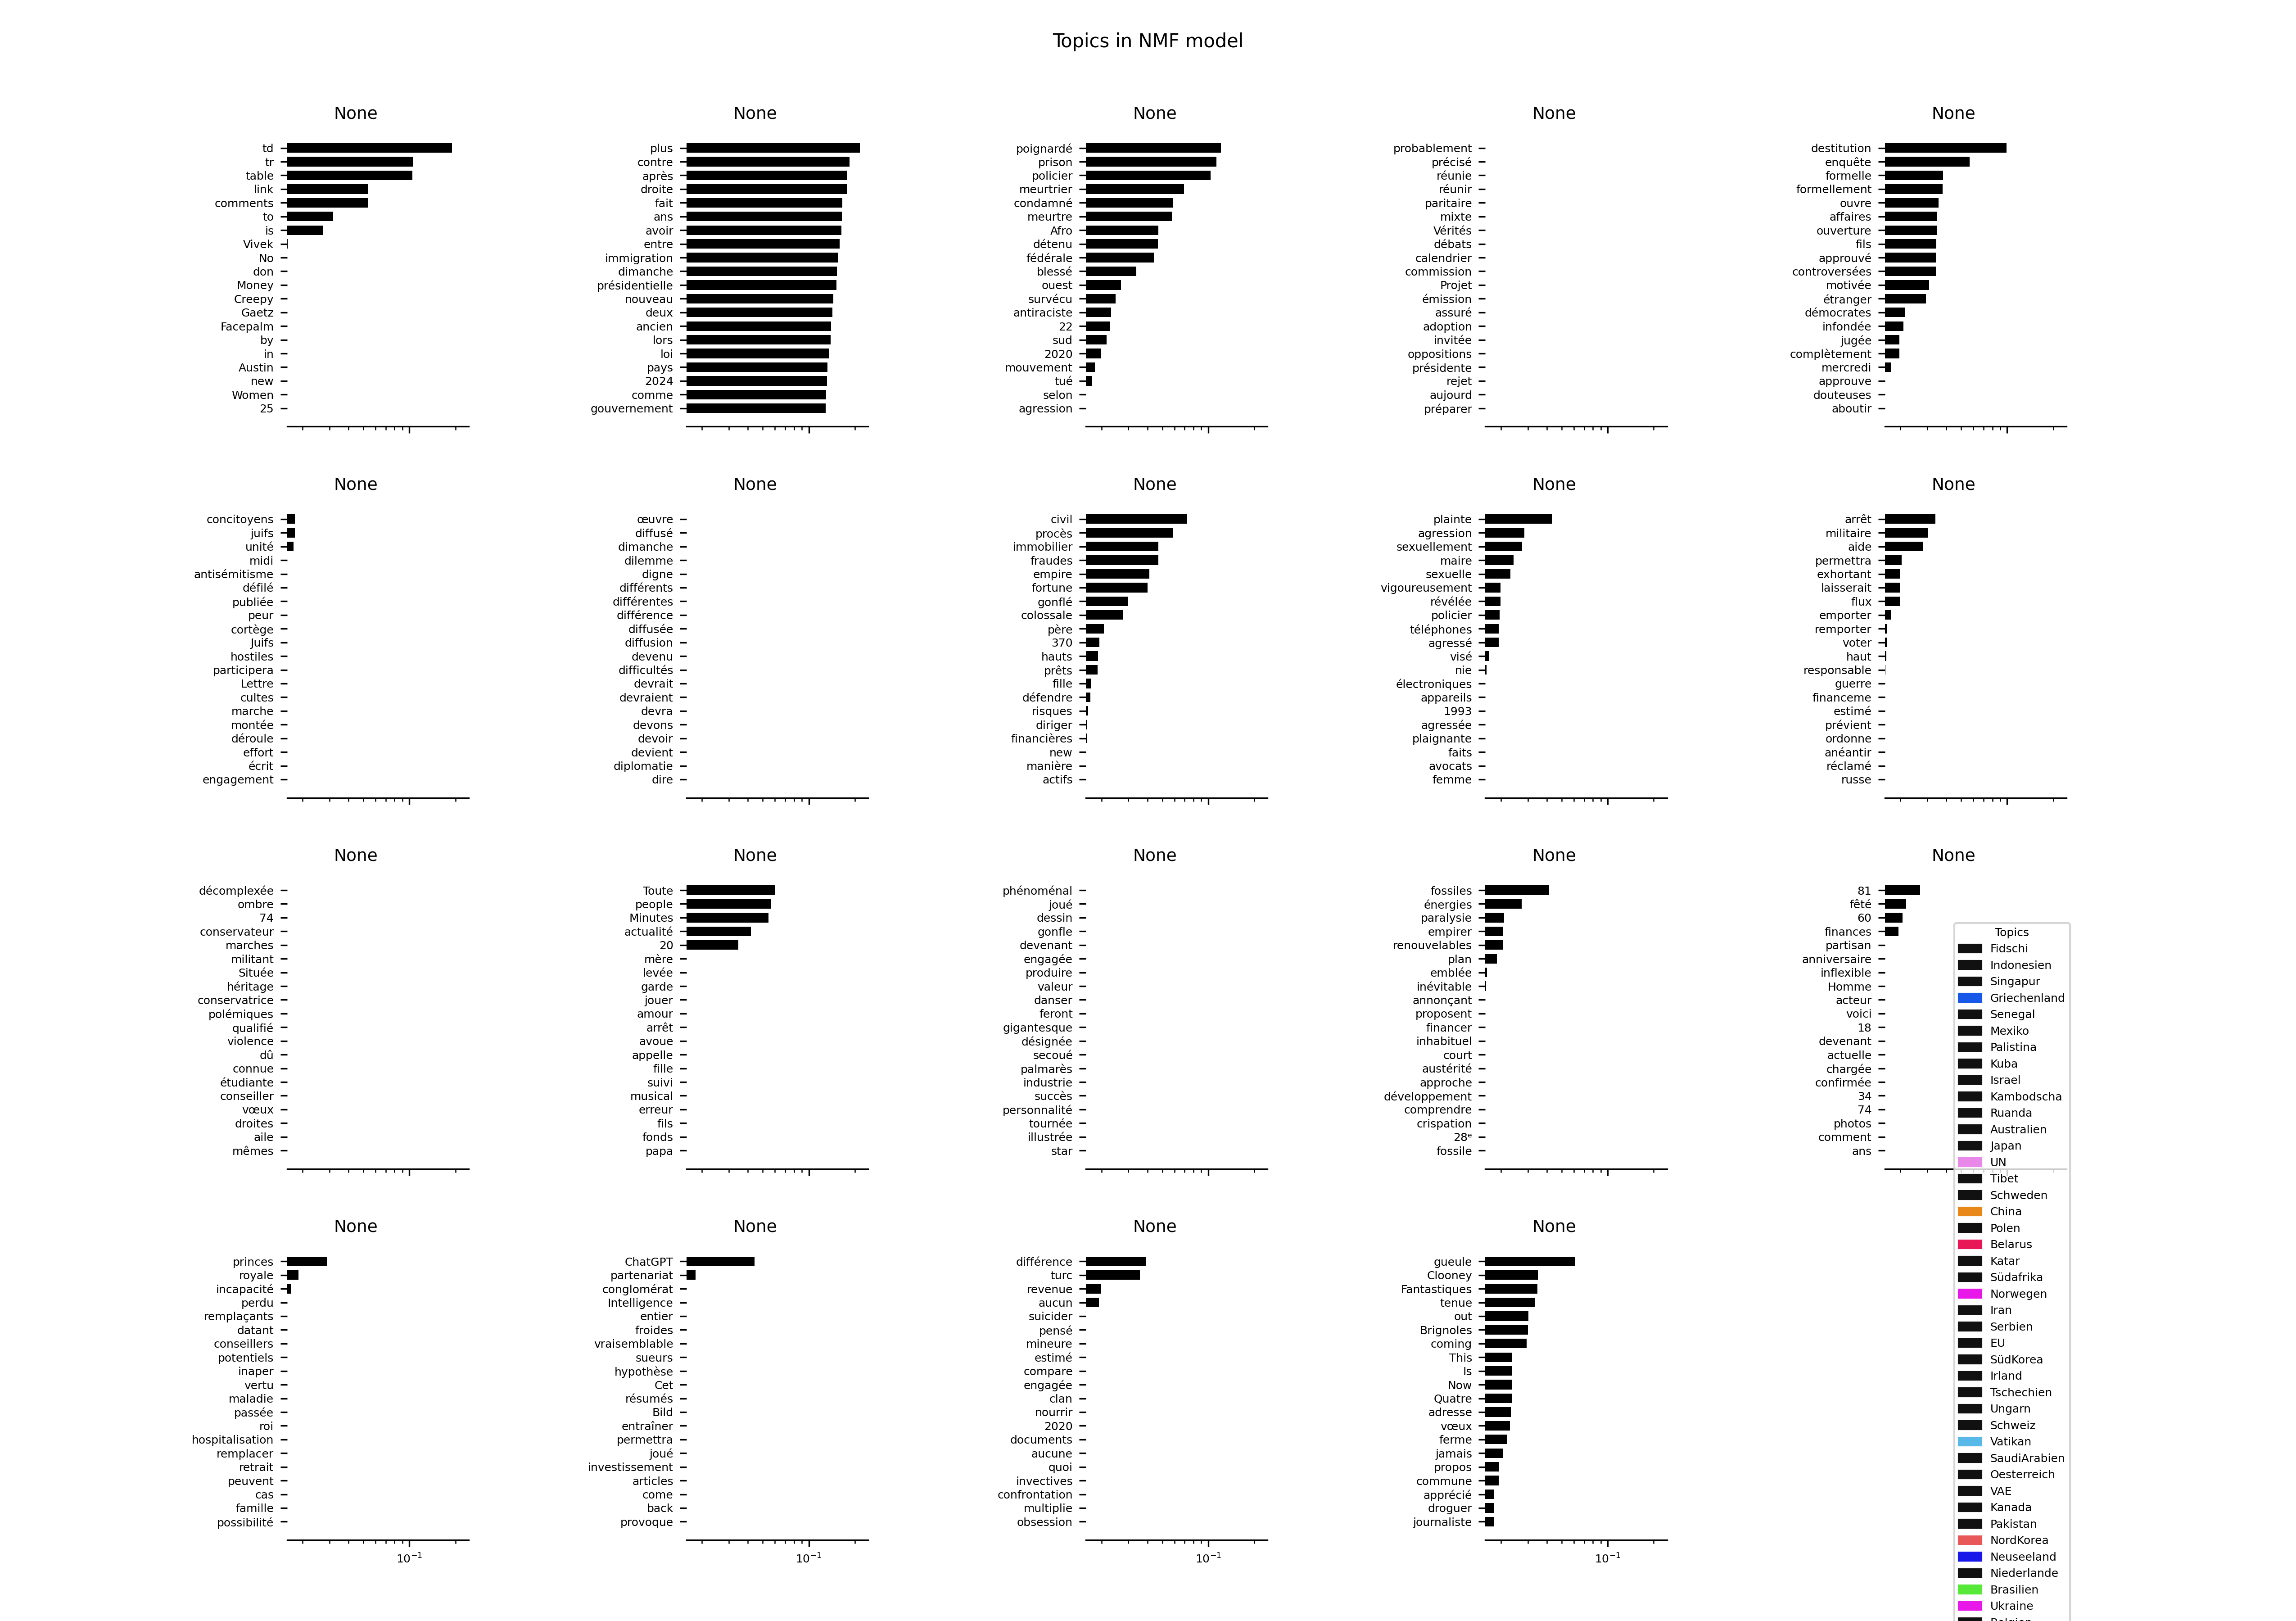 Topics in NMF model
None
td
tr
table
link
comments
to
is
Vivek
No
don
Money
Creepy
Gaetz
Facepalm
by
in
Austin
new
Women
25
None
plus
contre
après
droite
fait
ans
avoir
entre
immigration
dimanche
présidentielle
nouveau
deux
ancien
lors
loi
pays
2024
comme
gouvernement
None
poignardé
prison
policier
meurtrier
condamné
meurtre
Afro
détenu
fédérale
blessé
ouest
survécu
antiraciste
22
sud
2020
mouvement
tué
selon
agression
None
probablement
précisé
réunie
réunir
paritaire
mixte
Vérités
débats
calendrier
commission
Projet
émission
assuré
adoption
invitée
oppositions
présidente
rejet
aujourd
préparer
None
destitution
enquête
formelle
formellement
ouvre
affaires
ouverture
fils
approuvé
controversées
motivée
étranger
démocrates
infondée
jugée
complètement
mercredi
approuve
douteuses
aboutir
None
concitoyens
juifs
unité
midi
antisémitisme
défilé
publiée
peur
cortège
Juifs
hostiles
participera
Lettre
cultes
marche
montée
déroule
effort
écrit
engagement
None
œuvre
diffusé
dimanche
dilemme
digne
différents
différentes
différence
diffusée
diffusion
devenu
difficultés
devrait
devraient
devra
devons
devoir
devient
diplomatie
dire
None
civil
procès
immobilier
fraudes
empire
fortune
gonflé
colossale
père
370
hauts
prêts
fille
défendre
risques
diriger
financières
new
manière
actifs
None
plainte
agression
sexuellement
maire
sexuelle
vigoureusement
révélée
policier
téléphones
agressé
visé
nie
électroniques
appareils
1993
agressée
plaignante
faits
avocats
femme
None
arrêt
militaire
aide
permettra
exhortant
laisserait
flux
emporter
remporter
voter
haut
responsable
guerre
financeme
estimé
prévient
ordonne
anéantir
réclamé
russe
None
décomplexée
ombre
74
conservateur
marches
militant
Située
héritage
conservatrice
polémiques
qualifié
violence
dû
connue
étudiante
conseiller
vœux
droites
aile
mêmes
None
Toute
people
Minutes
actualité
20
mère
levée
garde
jouer
amour
arrêt
avoue
appelle
fille
suivi
musical
erreur
fils
fonds
papa
None
phénoménal
joué
dessin
gonfle
devenant
engagée
produire
valeur
danser
feront
gigantesque
désignée
secoué
palmarès
industrie
succès
personnalité
tournée
illustrée
star
None
fossiles
énergies
paralysie
empirer
renouvelables
plan
emblée
inévitable
annonçant
proposent
financer
inhabituel
court
austérité
approche
développement
comprendre
crispation
28ᵉ
fossile
None
81
fêté
60
finances
partisan
anniversaire
inflexible
Homme
acteur
voici
18
devenant
actuelle
chargée
confirmée
34
74
photos
comment
ans
None
princes
royale
incapacité
perdu
remplaçants
datant
conseillers
potentiels
inaper
vertu
maladie
passée
roi
hospitalisation
remplacer
retrait
peuvent
cas
famille
possibilité
10⁻¹
None
ChatGPT
partenariat
conglomérat
Intelligence
entier
froides
vraisemblable
sueurs
hypothèse
Cet
résumés
Bild
entraîner
permettra
joué
investissement
articles
come
back
provoque
10⁻¹
None
différence
turc
revenue
aucun
suicider
pensé
mineure
estimé
compare
engagée
clan
nourrir
2020
documents
aucune
quoi
invectives
confrontation
multiplie
obsession
10⁻¹
None
gueule
Clooney
Fantastiques
tenue
out
Brignoles
coming
This
Is
Now
Quatre
adresse
vœux
ferme
jamais
propos
commune
apprécié
droguer
journaliste
10⁻¹
Topics
Fidschi
Indonesien
Singapur
Griechenland
Senegal
Mexiko
Palistina
Kuba
Israel
Kambodscha
Ruanda
Australien
Japan
UN
Tibet
Schweden
China
Polen
Belarus
Katar
Südafrika
Norwegen
Iran
Serbien
EU
SüdKorea
Irland
Tschechien
Ungarn
Schweiz
Vatikan
SaudiArabien
Oesterreich
VAE
Kanada
Pakistan
NordKorea
Neuseeland
Niederlande
Brasilien
Ukraine